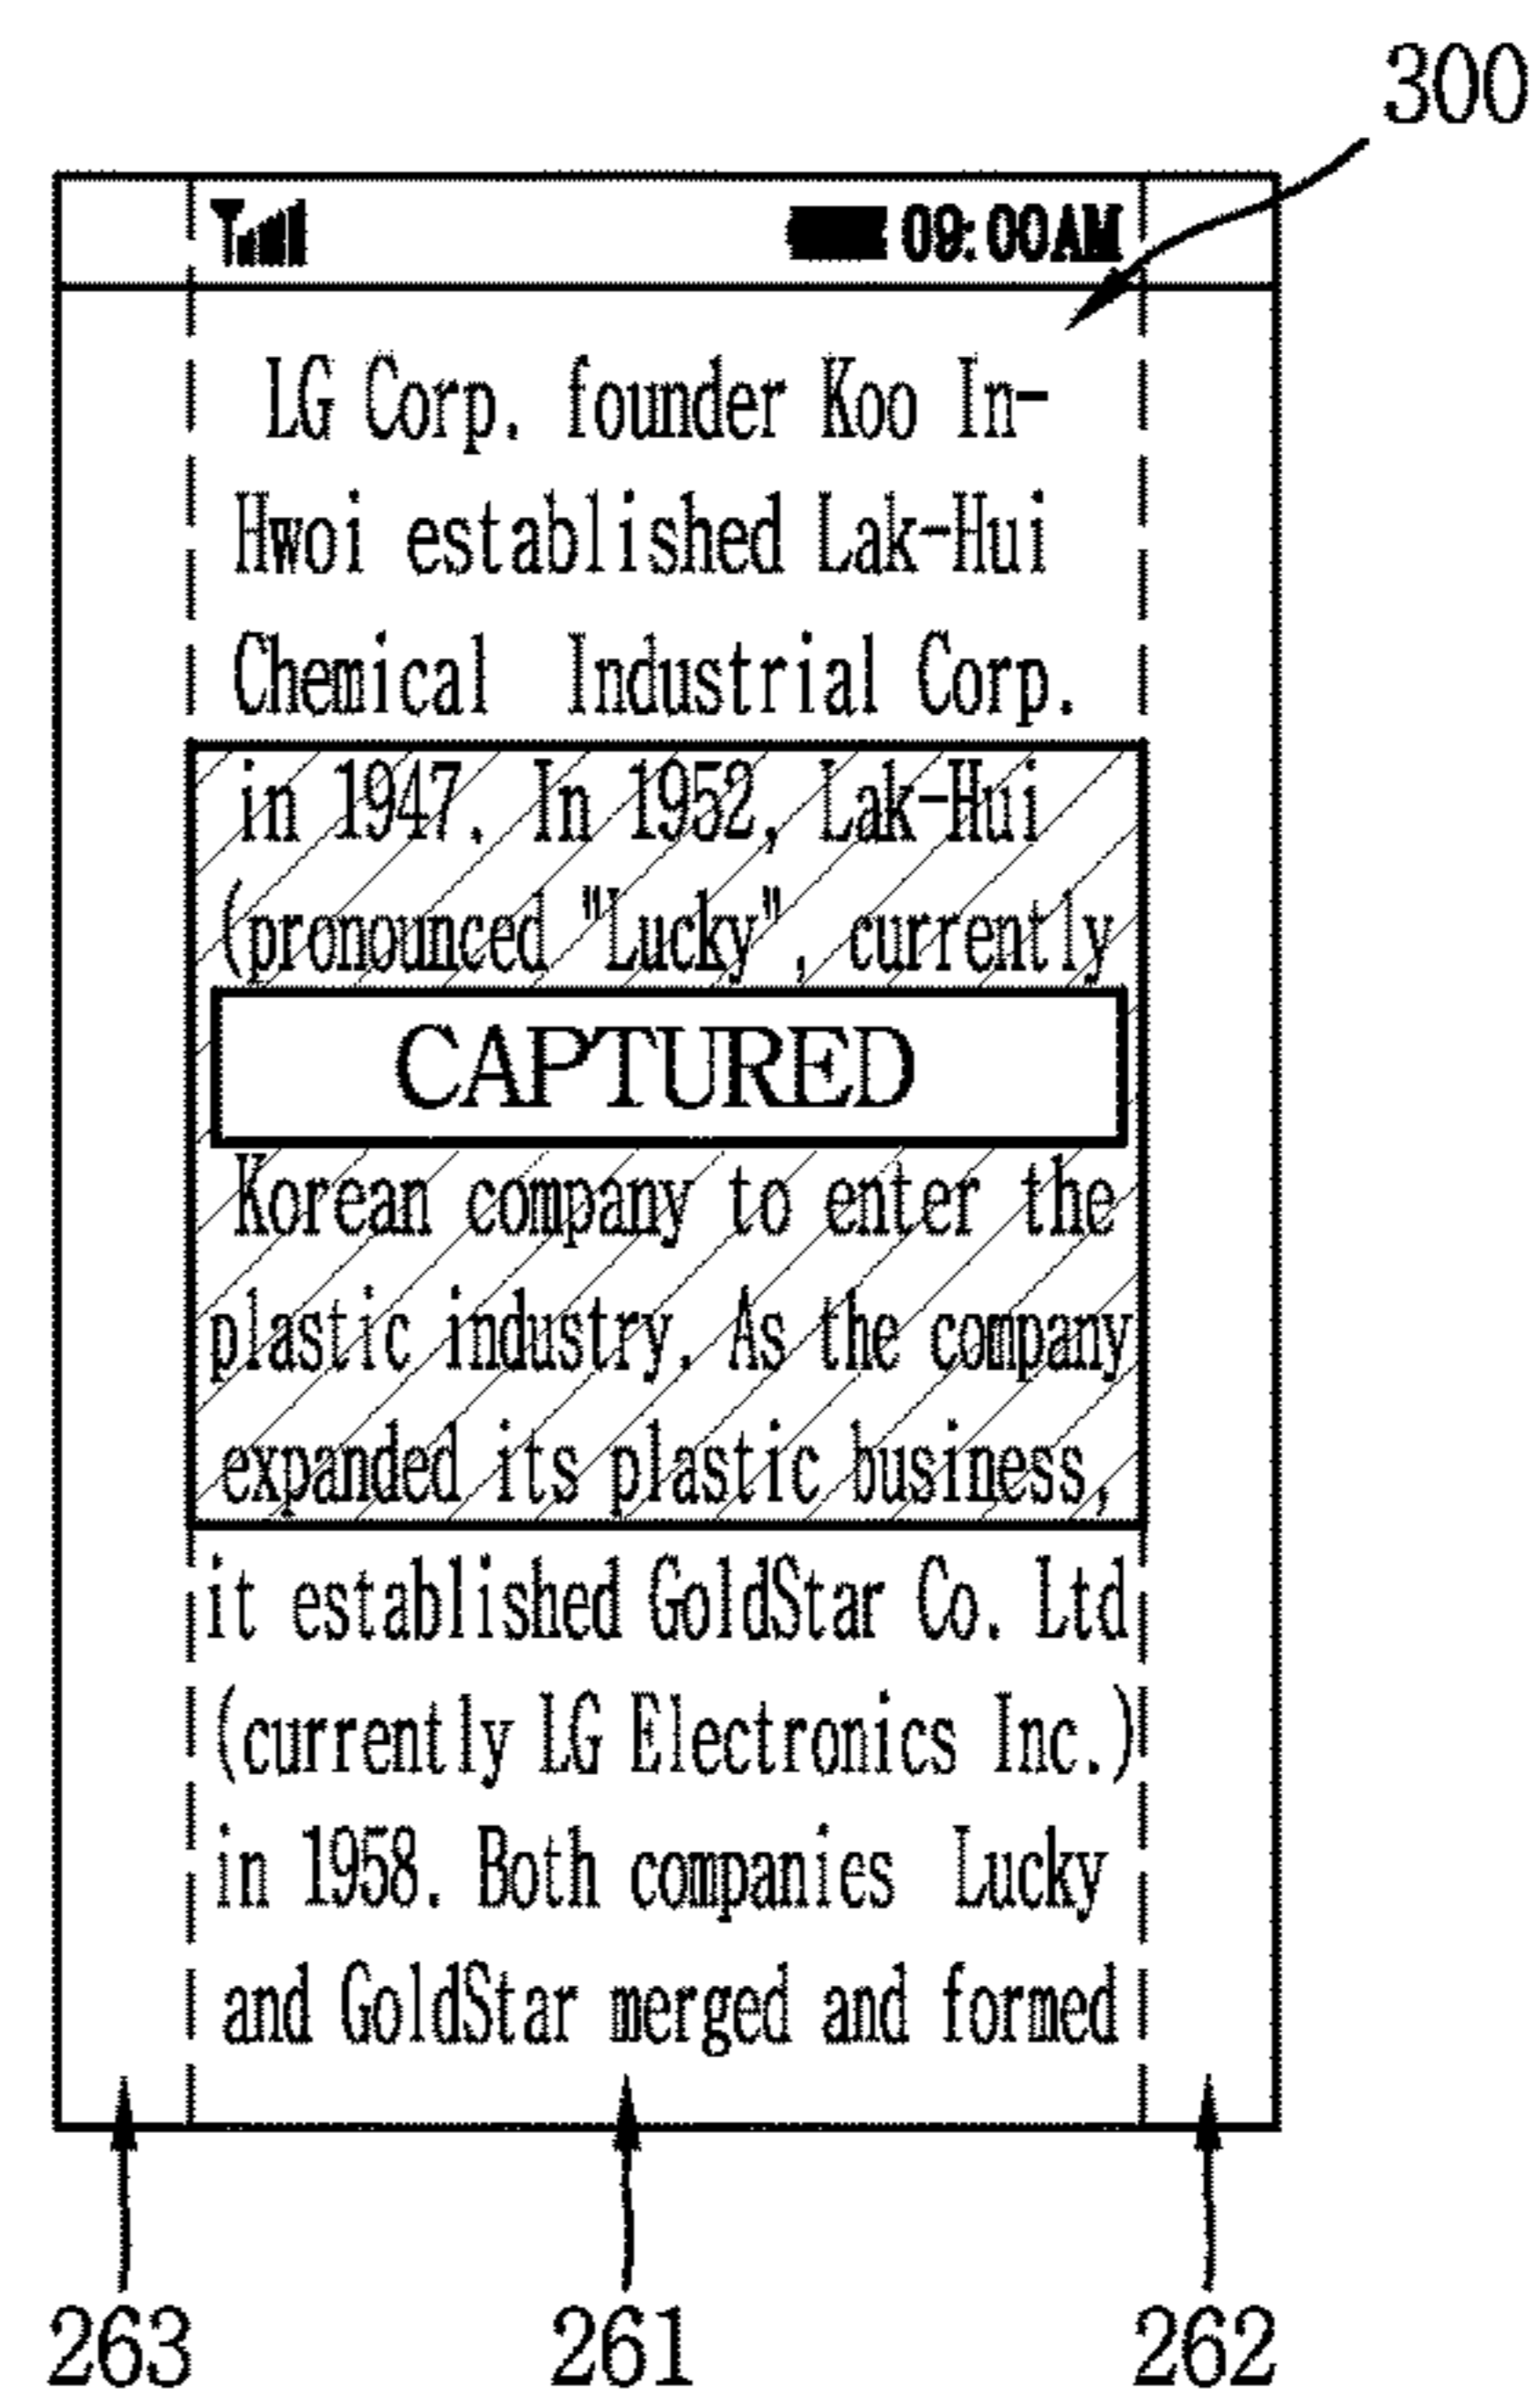 300
09:00AM
LG Corp. founder Koo In-
Hwoi established Lak-Hui
Chemical Industrial Corp.
in 1947. In 1952, Lak-Hui
(pronounced "Lucky", currently
CAPTURED
Korean company to enter the
plastic industry. As the company
expanded its plastic business,
it established GoldStar Co. Ltd
(currently LG Electronics Inc.)
in 1958. Both companies Lucky
and GoldStar merged and formed
263 261 262